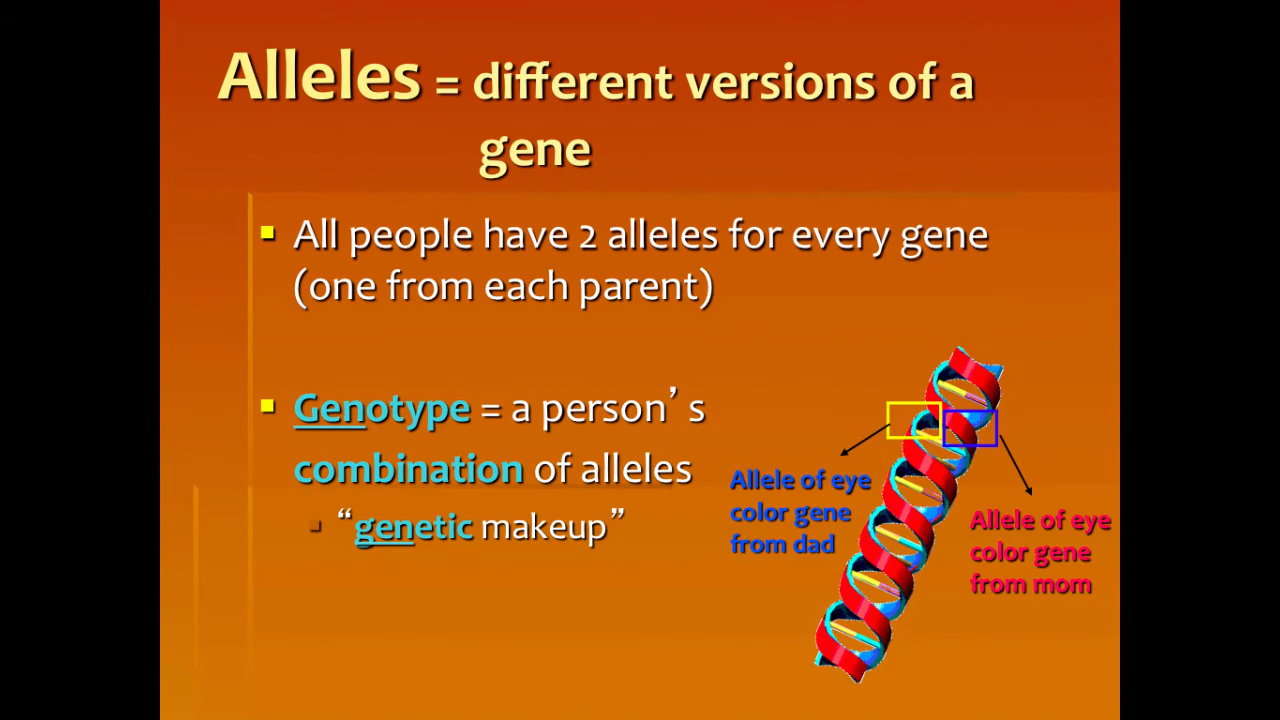 Alleles = different versions of a
gene
All people have 2 alleles for every gene
(one from each parent)
Genotype = a person’ s
combination of alleles
“genetic makeup”
Allele of eye
color gene
from dad
Allele of eye
color gene
from mom